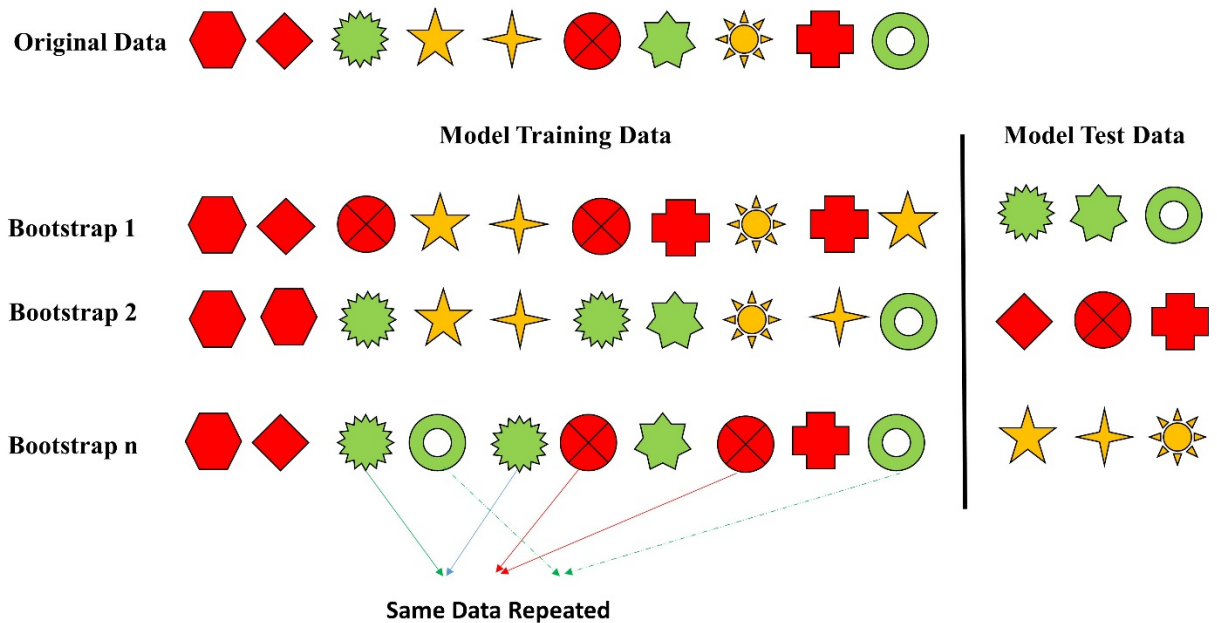 Original Data
Model Training Data
Model Test Data
Bootstrap 1
Bootstrap 2
Bootstrap n
Same Data Repeated